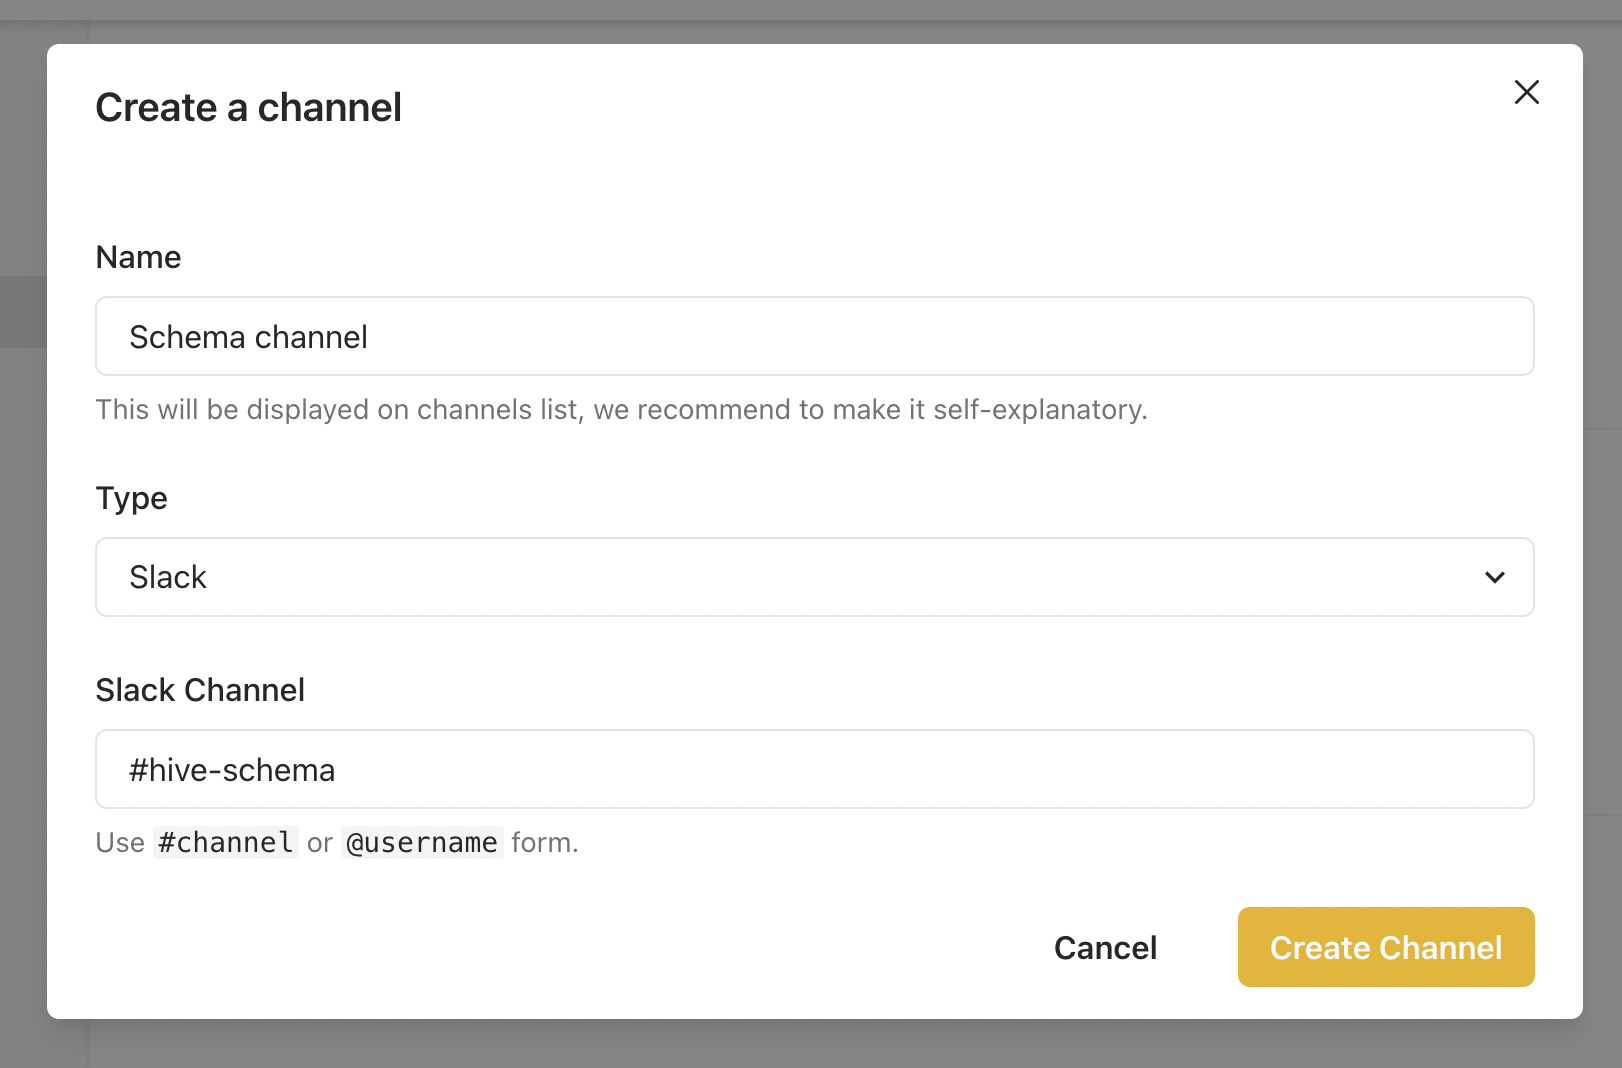 Create a channel
Name
Schema channel
This will be displayed on channels list, we recommend to make it self-explanatory.
Type
Slack
Slack Channel
#hive-schema
Use #channel or @username form.
Cancel
Create Channel